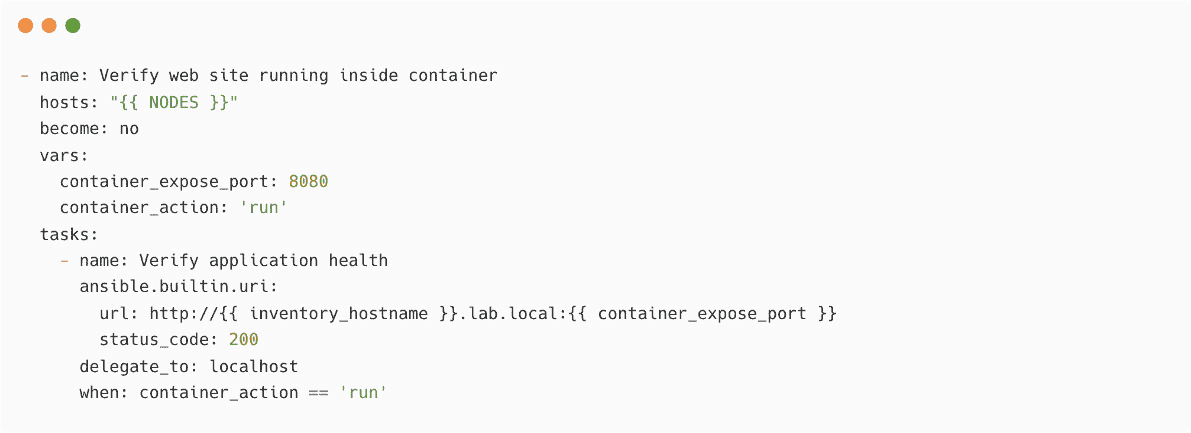 - name: Verify web site running inside container
  hosts: "{{ NODES }}"
  become: no
  vars:
    container_expose_port: 8080
    container_action: 'run'
  tasks:
    - name: Verify application health
      ansible.builtin.uri:
        url: http://{{ inventory_hostname }}.lab.local:{{ container_expose_port }}
        status_code: 200
      delegate_to: localhost
      when: container_action == 'run'